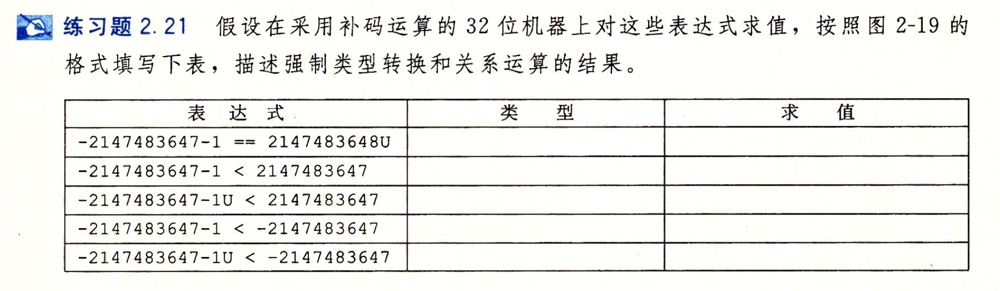 练习题 2.21 假设在采用补码运算的 32 位机器上对这些表达式求值，按照图 2-19 的
格式填写下表，描述强制类型转换和关系运算的结果。
表 达 式 类 型 求 值
-2147483647-1 == 2147483648U
-2147483647-1 < 2147483647
-2147483647-1U < 2147483647
-2147483647-1 < -2147483647
-2147483647-1U < -2147483647